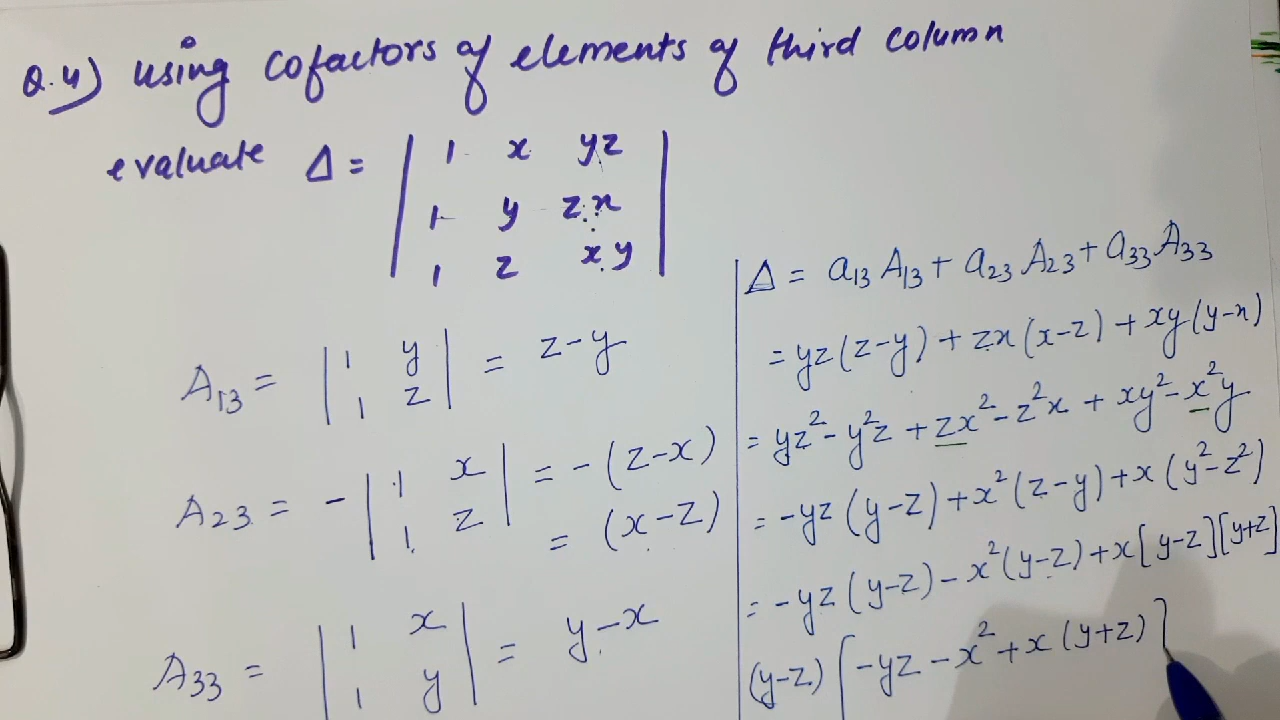 Q.4) using cofactors of elements of third column
evaluate Δ = | 1 x yz |
| 1 y zx |
| 1 z xy |
A13 = | 1 y | = z-y
| 1 z |
A23 = - | 1 x | = -(z-x)
| 1 z | = (x-z)
A33 = | 1 x | = y-x
| 1 y |
Δ = a13 A13 + a23 A23 + a33 A33
= yz(z-y) + zx(x-z) + xy(y-x)
= yz² - y²z + zx² - z²x + xy² - x²y
= -yz(y-z) + x²(z-y) + x(y²-z²)
= -yz(y-z) - x²(y-z) + x[y-z][y+z]
(y-z)[-yz - x² + x(y+z)]